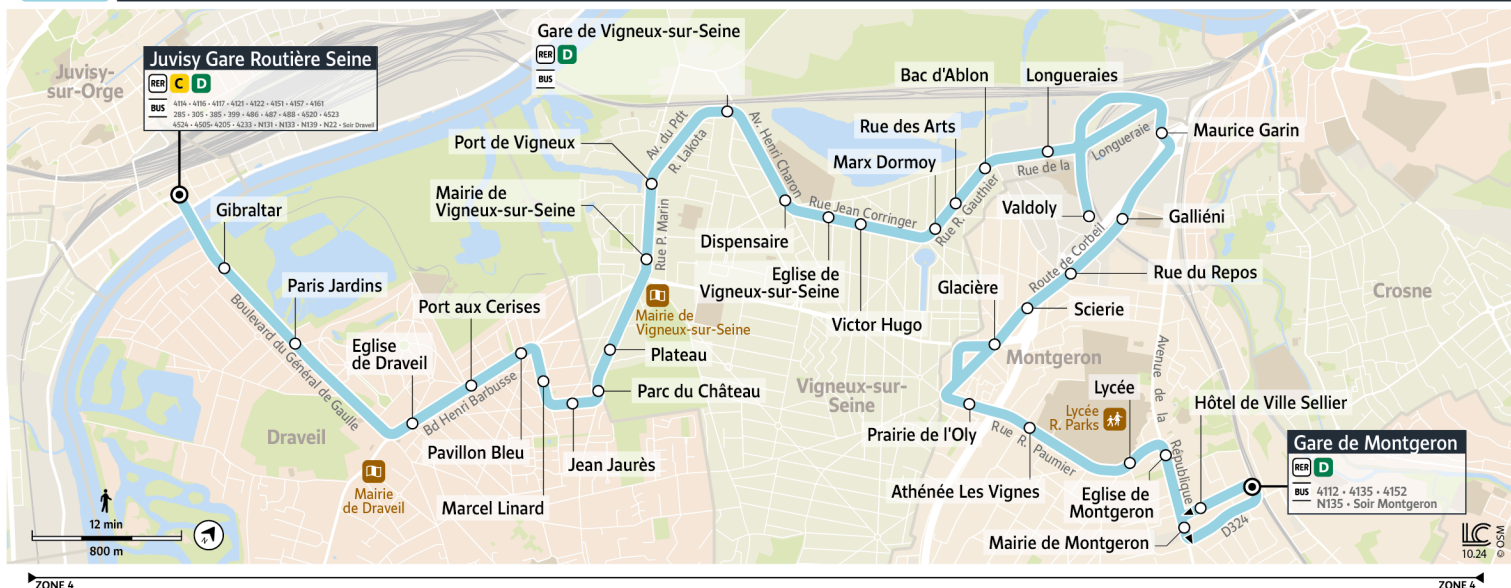 Juvisy Gare Routière Seine
RER C D
BUS
4114 • 4116 • 4117 • 4121 • 4122 • 4151 • 4157 • 4161
285 • 305 • 385 • 399 • 486 • 487 • 488 • 4520 • 4523
4524 • 4505• 4205 • 4233 • N131 • N133 • N139 • N22 • Soir Draveil
Juvisy-
sur-Orge
Gare de Vigneux-sur-Seine
RER D
BUS
Gibraltar
Paris Jardins
Boulevard du Général de Gaulle
Eglise
de Draveil
Port aux Cerises
Bd Henri Barbusse
Pavillon Bleu
Marcel Linard
Jean Jaurès
Parc du Château
Plateau
Mairie de
Vigneux-sur-Seine
Mairie de
Vigneux-sur-Seine
Rue P. Marin
Port de Vigneux
Av. du Pdt
R. Lakota
Av. Henri Charon
Dispensaire
Rue Jean Corringer
Eglise de
Vigneux-sur-Seine
Victor Hugo
Marx Dormoy
Rue des Arts
Rue R. Gauthier
Bac d'Ablon
Longueraies
Rue de la
Longueraie
Valdoly
Maurice Garin
Galliéni
Route de Corbeil
Rue du Repos
Scierie
Glacière
Montgeron
Crosne
Vigneux-sur-
Seine
Draveil
Mairie
de Draveil
Prairie de l'Oly
Rue R. Paumier
Athénée Les Vignes
Lycée
Lycée
R. Parks
Eglise de
Montgeron
Avenue de la
République
Mairie de Montgeron
Hôtel de Ville Sellier
D324
Gare de Montgeron
RER D
BUS
4112 • 4135 • 4152
N135 • Soir Montgeron
12 min
800 m
LC
10.24
© OSM
ZONE 4
ZONE 4